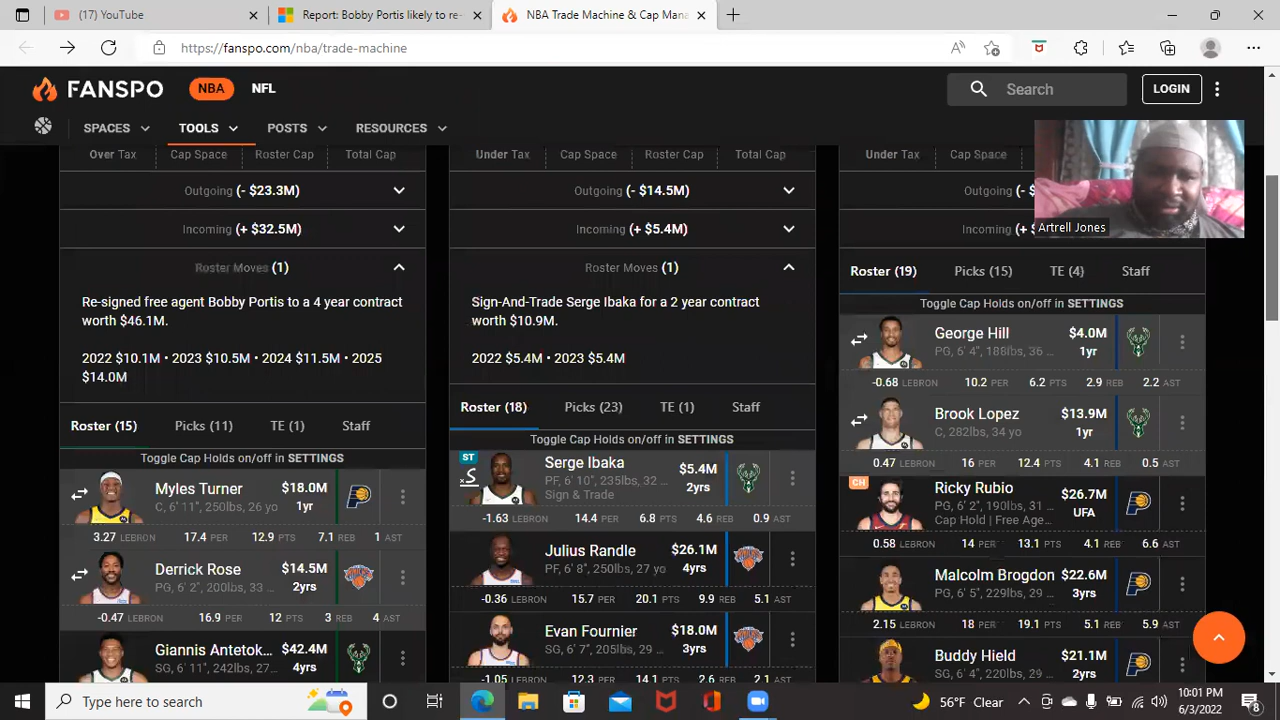 (17) YouTube
Report: Bobby Portis likely to re-
NBA Trade Machine & Cap Mana
https://fanspo.com/nba/trade-machine
FANSPO
NBA
NFL
Search
LOGIN
SPACES
TOOLS
POSTS
RESOURCES
Artrell Jones
Over Tax
Cap Space
Roster Cap
Total Cap
Outgoing (- $23.3M)
Incoming (+ $32.5M)
Roster Moves (1)
Re-signed free agent Bobby Portis to a 4 year contract
worth $46.1M.
2022 $10.1M • 2023 $10.5M • 2024 $11.5M • 2025
$14.0M
Roster (15)
Picks (11)
TE (1)
Staff
Toggle Cap Holds on/off in SETTINGS
Myles Turner
$18.0M
C, 6' 11", 250lbs, 26 yo
1yr
3.27 LEBRON 17.4 PER 12.9 PTS 7.1 REB 1 AST
Derrick Rose
$14.5M
PG, 6' 2", 200lbs, 33 ...
2yrs
-0.47 LEBRON 16.9 PER 12 PTS 3 REB 4 AST
Giannis Antetok...
$42.4M
SG, 6' 11", 242lbs, 27...
4yrs
Under Tax
Cap Space
Roster Cap
Total Cap
Outgoing (- $14.5M)
Incoming (+ $5.4M)
Roster Moves (1)
Sign-And-Trade Serge Ibaka for a 2 year contract
worth $10.9M.
2022 $5.4M • 2023 $5.4M
Roster (18)
Picks (23)
TE (1)
Staff
Toggle Cap Holds on/off in SETTINGS
ST
S
Serge Ibaka
$5.4M
PF, 6' 10", 235lbs, 32 ...
2yrs
Sign & Trade
-1.63 LEBRON 14.4 PER 6.8 PTS 4.6 REB 0.9 AST
Julius Randle
$26.1M
PF, 6' 8", 250lbs, 27 yo
4yrs
-0.36 LEBRON 15.7 PER 20.1 PTS 9.9 REB 5.1 AST
Evan Fournier
$18.0M
SG, 6' 7", 205lbs, 29 ...
3yrs
-1.05 LEBRON 12.3 PER 14.1 PTS 2.6 REB 2.1 AST
Under Tax
Cap Space
Outgoing (- $
Incoming (+ $
Roster (19)
Picks (15)
TE (4)
Staff
Toggle Cap Holds on/off in SETTINGS
George Hill
$4.0M
PG, 6' 4", 188lbs, 36 ...
1yr
-0.68 LEBRON 10.2 PER 6.2 PTS 2.9 REB 2.2 AST
Brook Lopez
$13.9M
C, 282lbs, 34 yo
1yr
0.47 LEBRON 16 PER 12.4 PTS 4.1 REB 0.5 AST
CH
Ricky Rubio
$26.7M
PG, 6' 2", 190lbs, 31 ...
UFA
Cap Hold | Free Age...
0.58 LEBRON 14 PER 13.1 PTS 4.1 REB 6.6 AST
Malcolm Brogdon
$22.6M
PG, 6' 5", 229lbs, 29 ...
3yrs
2.15 LEBRON 18 PER 19.1 PTS 5.1 REB 5.9 AST
Buddy Hield
$21.1M
SG, 6' 4", 220lbs, 29 ...
3yrs
Type here to search
56°F Clear
10:01 PM
6/3/2022
8